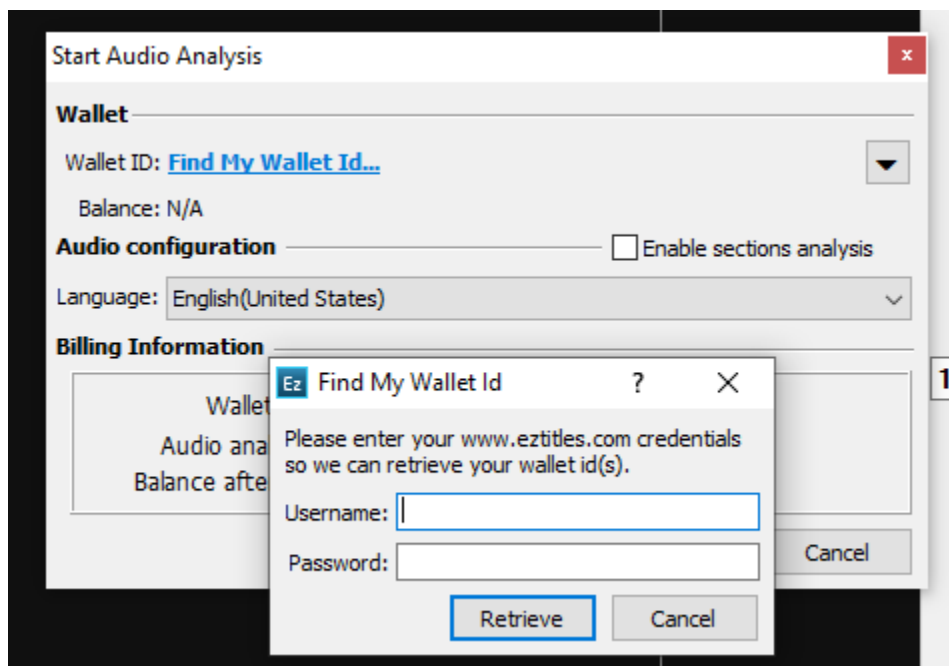 Start Audio Analysis
x
Wallet
Wallet ID: Find My Wallet Id...
Balance: N/A
Audio configuration
Enable sections analysis
Language: English(United States)
Billing Information
Wallet
Audio ana
Balance afte
Cancel
Ez Find My Wallet Id ? X
Please enter your www.eztitles.com credentials
so we can retrieve your wallet id(s).
Username:
Password:
Retrieve Cancel
1